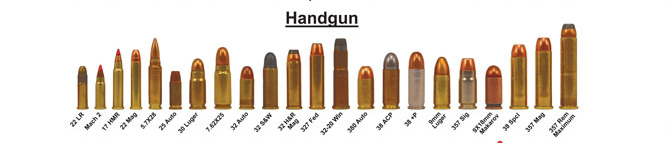 Handgun
22 LR
Mach 2
17 HMR
22 Mag
5.7X28
25 Auto
30 Luger
7.62X25
32 Auto
32 S&W
32 H&R
Mag
327 Fed
32-20 Win
380 Auto
38 ACP
38 +P
9mm
Luger
357 Sig
9X18mm
Makarov
38 Spcl
357 Mag
357 Rem
Maximum